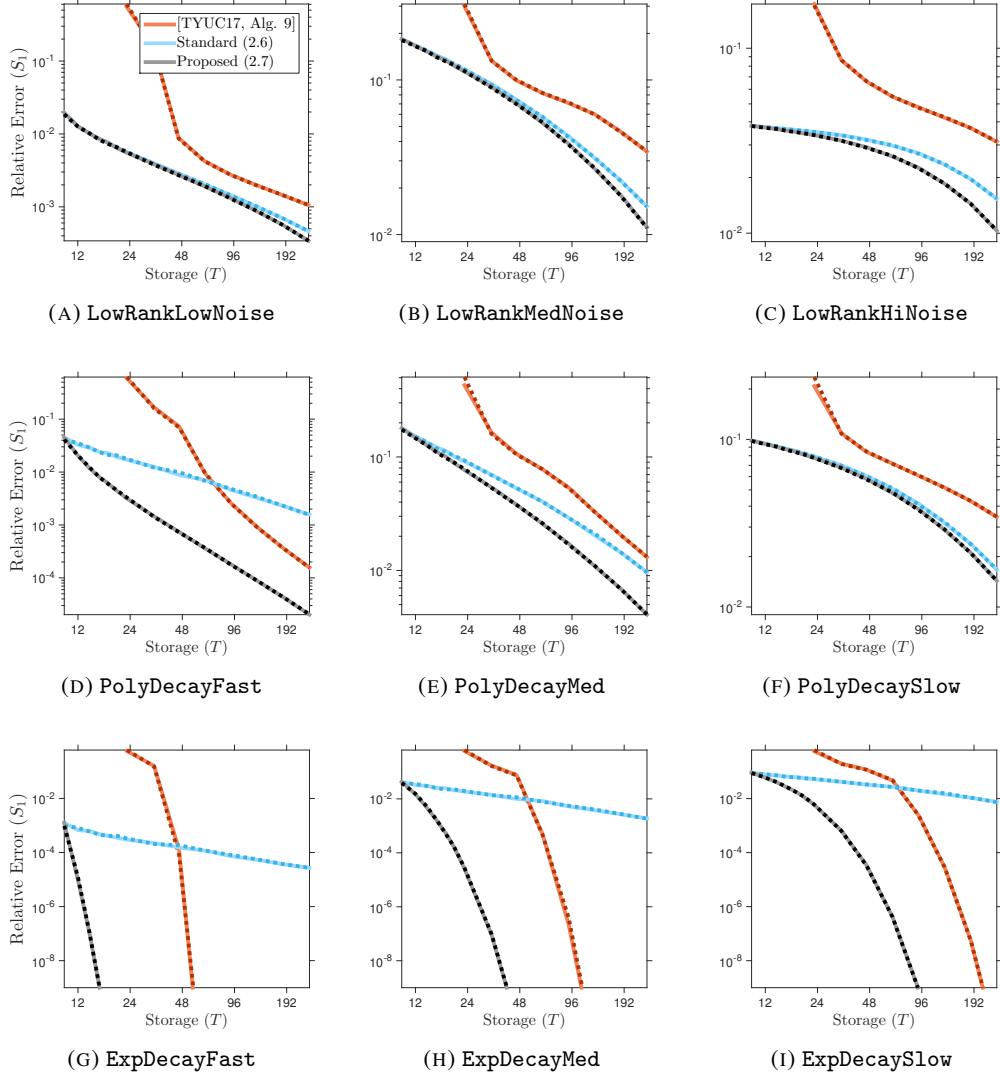 [TYUC17, Alg. 9]
Standard (2.6)
Proposed (2.7)
Relative Error (S₁)
10⁻²
10⁻³
12 24 48 96 192
Storage (T)
(A) LowRankLowNoise
10⁻¹
10⁻²
12 24 48 96 192
Storage (T)
(B) LowRankMedNoise
10⁻¹
10⁻²
12 24 48 96 192
Storage (T)
(C) LowRankHiNoise
Relative Error (S₁)
10⁻¹
10⁻²
10⁻³
10⁻⁴
12 24 48 96 192
Storage (T)
(D) PolyDecayFast
10⁻¹
10⁻²
12 24 48 96 192
Storage (T)
(E) PolyDecayMed
10⁻¹
10⁻²
12 24 48 96 192
Storage (T)
(F) PolyDecaySlow
Relative Error (S₁)
10⁻²
10⁻⁴
10⁻⁶
10⁻⁸
12 24 48 96 192
Storage (T)
(G) ExpDecayFast
10⁻²
10⁻⁴
10⁻⁶
10⁻⁸
12 24 48 96 192
Storage (T)
(H) ExpDecayMed
10⁻²
10⁻⁴
10⁻⁶
10⁻⁸
12 24 48 96 192
Storage (T)
(I) ExpDecaySlow